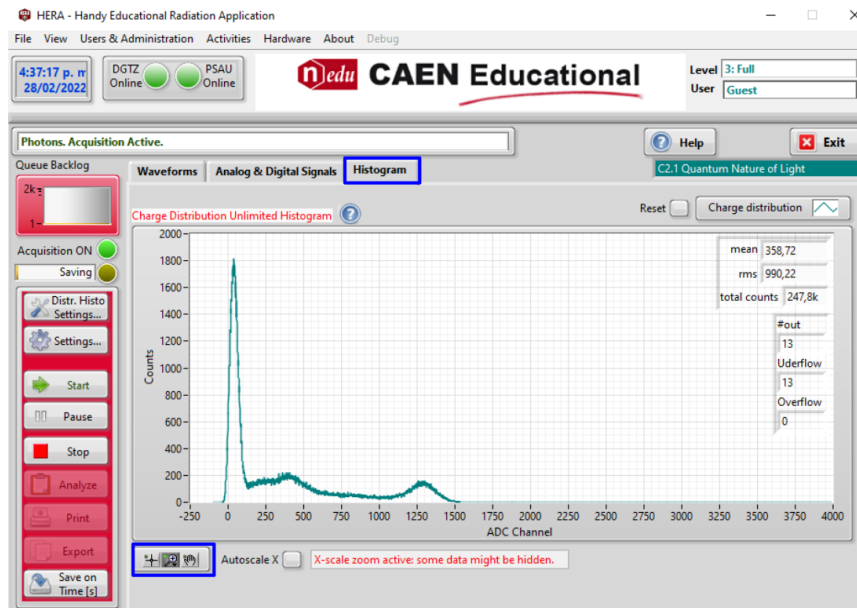 HERA - Handy Educational Radiation Application
File View Users & Administration Activities Hardware About Debug
4:37:17 p. m
28/02/2022
DGTZ
Online
PSAU
Online
n edu CAEN Educational
Level 3: Full
User Guest
Photons. Acquisition Active.
Help
Exit
Queue Backlog
2k
1
Waveforms
Analog & Digital Signals
Histogram
C2.1 Quantum Nature of Light
Charge Distribution Unlimited Histogram
Reset
Charge distribution
Acquisition ON
Saving
Distr. Histo
Settings...
Settings...
Start
Pause
Stop
Analyze
Print
Export
Save on
Time [s]
Counts
2000
1800
1600
1400
1200
1000
800
600
400
200
0
mean 358,72
rms 990,22
total counts 247,8k
#out
13
Uderflow
13
Overflow
0
-250 0 250 500 750 1000 1250 1500 1750 2000 2250 2500 2750 3000 3250 3500 3750 4000
ADC Channel
Autoscale X
X-scale zoom active: some data might be hidden.